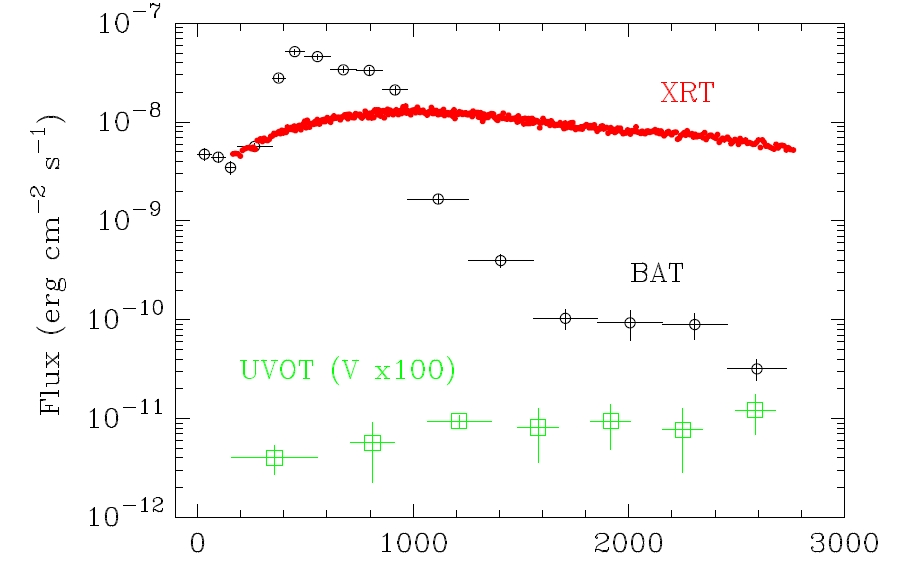 10^-7
XRT
10^-8
10^-9
BAT
10^-10
UVOT (V x100)
10^-11
10^-12
0 1000 2000 3000
Flux (erg cm^-2 s^-1)